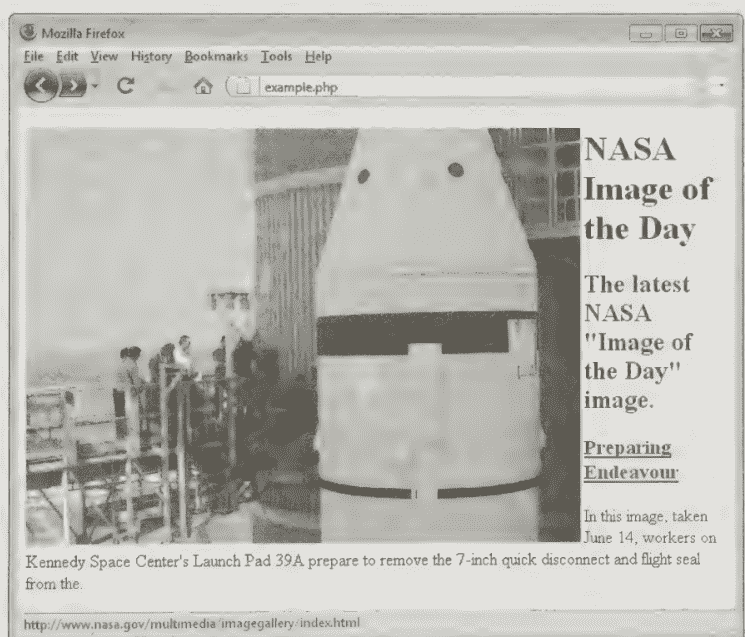 Mozilla Firefox
File Edit View History Bookmarks Tools Help
example.php
NASA
Image of
the Day
The latest
NASA
"Image of
the Day"
image.
Preparing
Endeavour
In this image, taken
June 14, workers on
Kennedy Space Center's Launch Pad 39A prepare to remove the 7-inch quick disconnect and flight seal
from the.
http://www.nasa.gov/multimedia/imagegallery/index.html